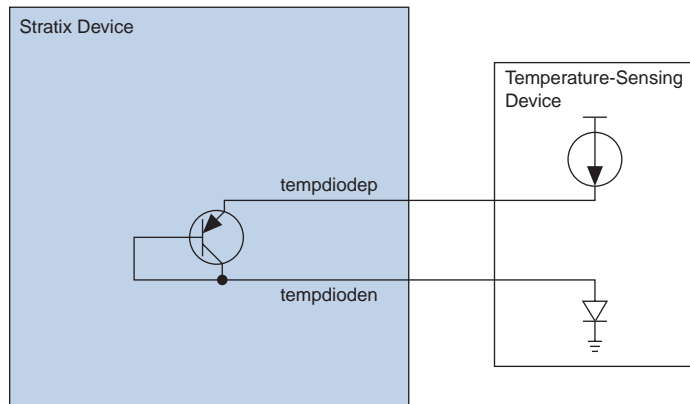 Stratix Device
Temperature-Sensing
Device
tempdiodep
tempdioden